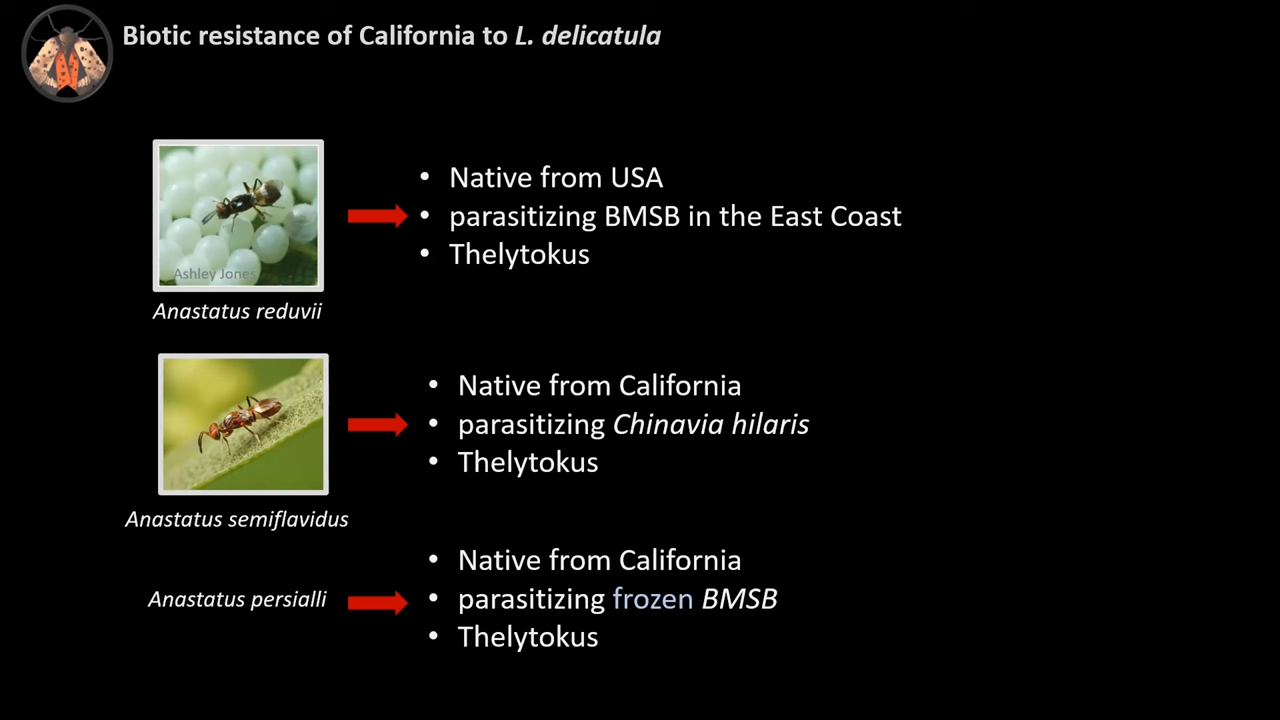 Biotic resistance of California to L. delicatula
• Native from USA
• parasitizing BMSB in the East Coast
• Thelytokus
Ashley Jones
Anastatus reduvii
• Native from California
• parasitizing Chinavia hilaris
• Thelytokus
Anastatus semiflavidus
• Native from California
• parasitizing frozen BMSB
• Thelytokus
Anastatus persialli